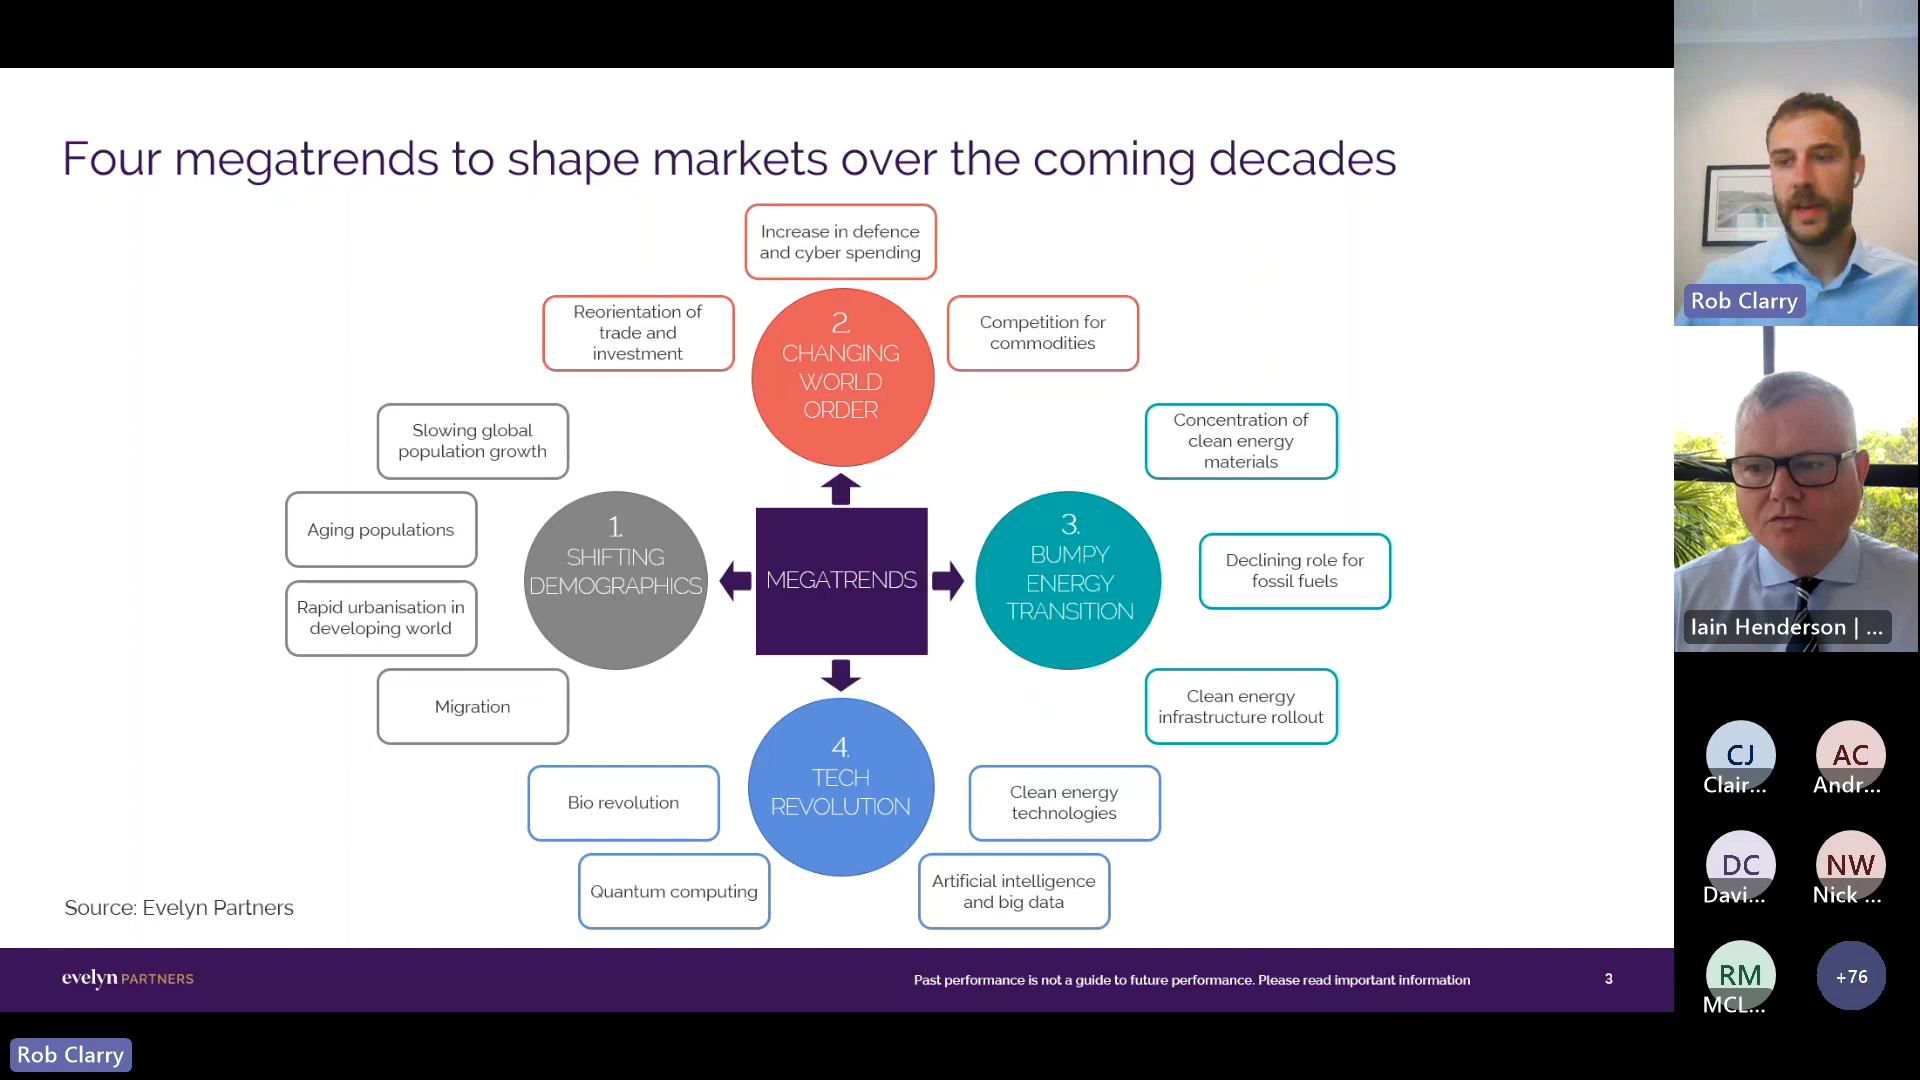 Four megatrends to shape markets over the coming decades
Increase in defence
and cyber spending
Reorientation of
trade and
investment
2.
CHANGING
WORLD
ORDER
Competition for
commodities
Slowing global
population growth
Aging populations
Rapid urbanisation in
developing world
Migration
1.
SHIFTING
DEMOGRAPHICS
MEGATRENDS
3.
BUMPY
ENERGY
TRANSITION
Concentration of
clean energy
materials
Declining role for
fossil fuels
Clean energy
infrastructure rollout
4.
TECH
REVOLUTION
Bio revolution
Quantum computing
Clean energy
technologies
Artificial intelligence
and big data
Source: Evelyn Partners
evelyn PARTNERS
Past performance is not a guide to future performance. Please read important information
3
Rob Clarry
Rob Clarry
Iain Henderson | ...
CJ
Clair...
AC
Andr...
DC
Davi...
NW
Nick ...
RM
MCL...
+76